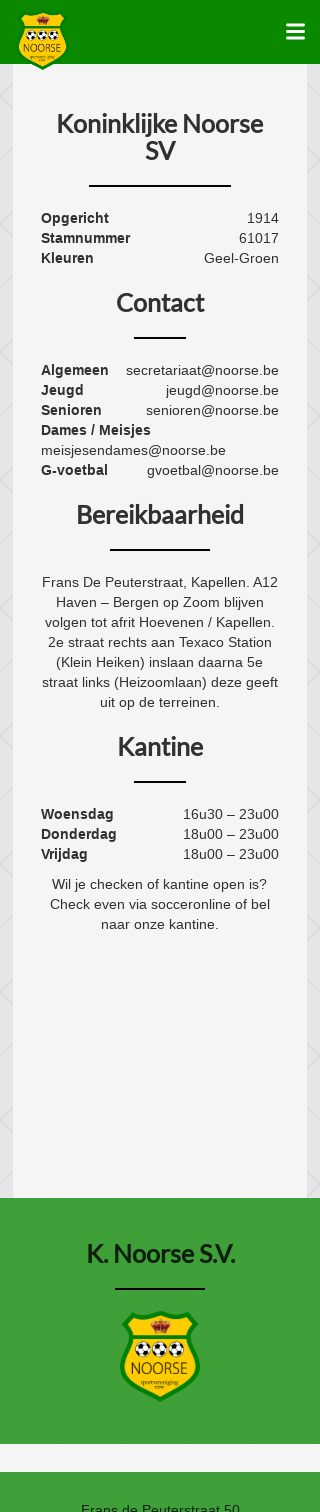 NOORSE
Koninklijke Noorse
SV
Opgericht 1914
Stamnummer 61017
Kleuren Geel-Groen
Contact
Algemeen secretariaat@noorse.be
Jeugd jeugd@noorse.be
Senioren senioren@noorse.be
Dames / Meisjes
meisjesendames@noorse.be
G-voetbal gvoetbal@noorse.be
Bereikbaarheid
Frans De Peuterstraat, Kapellen. A12
Haven – Bergen op Zoom blijven
volgen tot afrit Hoevenen / Kapellen.
2e straat rechts aan Texaco Station
(Klein Heiken) inslaan daarna 5e
straat links (Heizoomlaan) deze geeft
uit op de terreinen.
Kantine
Woensdag 16u30 – 23u00
Donderdag 18u00 – 23u00
Vrijdag 18u00 – 23u00
Wil je checken of kantine open is?
Check even via socceronline of bel
naar onze kantine.
K. Noorse S.V.
NOORSE
sportvereniging
Frans de Peuterstraat 50